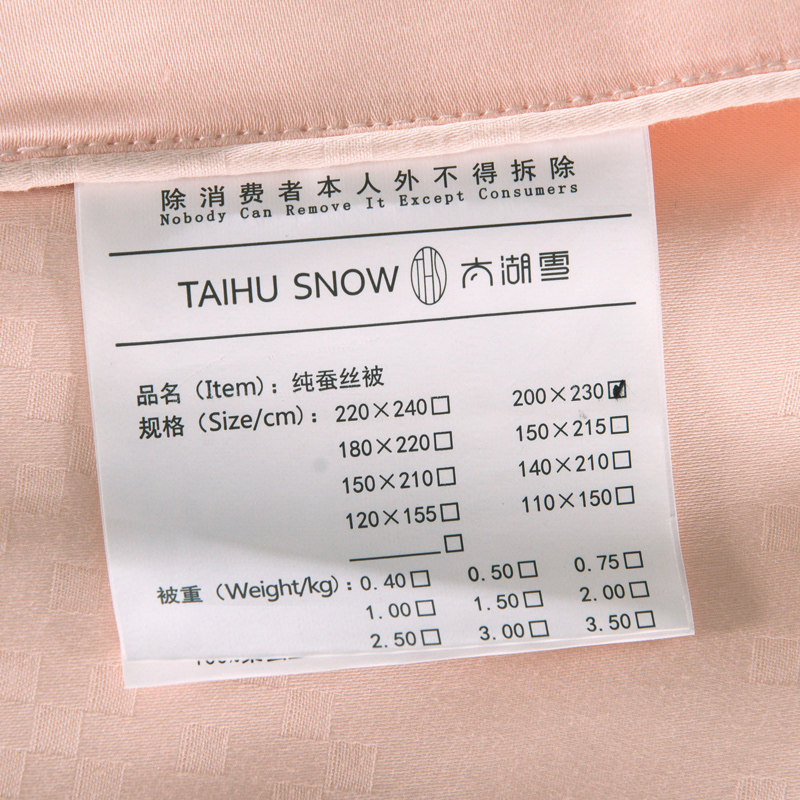 除消费者本人外不得拆除
Nobody Can Remove It Except Consumers
TAIHU SNOW THS 太湖雪
品名（Item）：纯蚕丝被
规格（Size/cm）：220×240□ 200×230☑
180×220□ 150×215□
150×210□ 140×210□
120×155□ 110×150□
______□
被重（Weight/kg）：0.40□ 0.50□ 0.75□
1.00□ 1.50□ 2.00□
2.50□ 3.00□ 3.50□